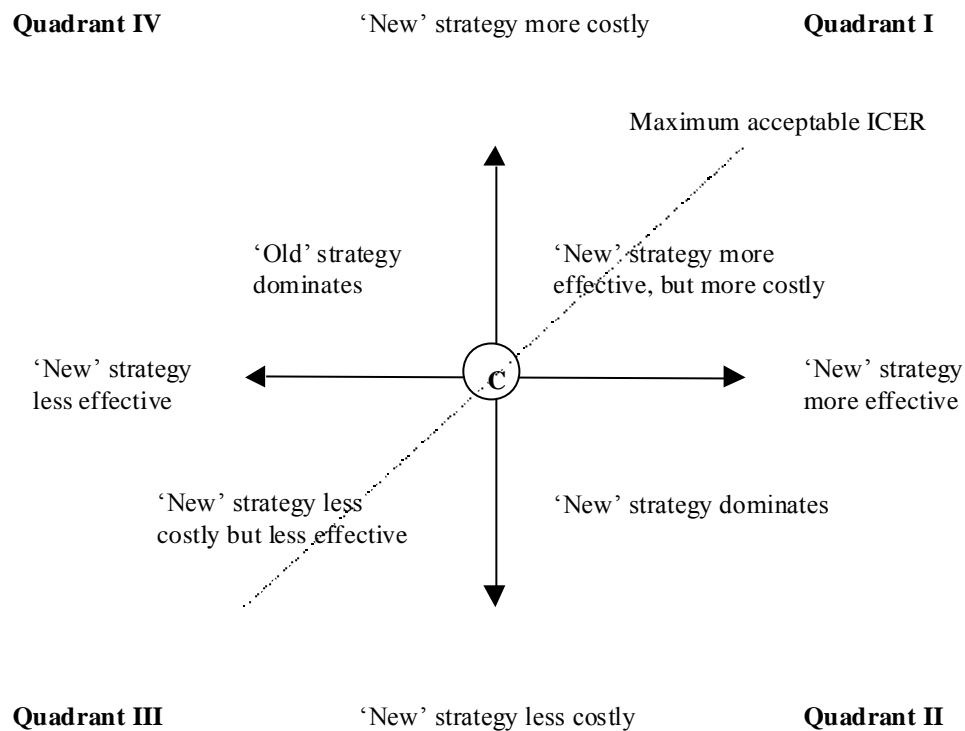 Quadrant IV
‘New’ strategy more costly
Quadrant I
Maximum acceptable ICER
‘Old’ strategy
dominates
‘New’ strategy more
effective, but more costly
‘New’ strategy
less effective
C
‘New’ strategy
more effective
‘New’ strategy less
costly but less effective
‘New’ strategy dominates
Quadrant III
‘New’ strategy less costly
Quadrant II